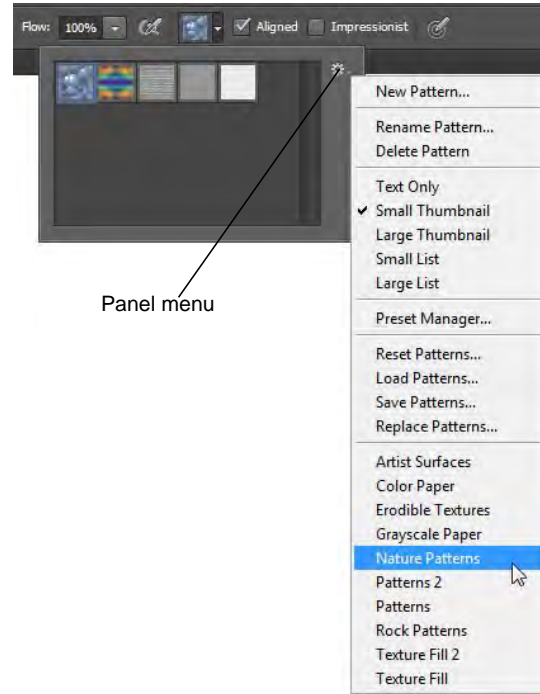 Flow: 100% Aligned Impressionist
New Pattern...
Rename Pattern...
Delete Pattern
Text Only
Small Thumbnail
Large Thumbnail
Small List
Large List
Panel menu
Preset Manager...
Reset Patterns...
Load Patterns...
Save Patterns...
Replace Patterns...
Artist Surfaces
Color Paper
Erodible Textures
Grayscale Paper
Nature Patterns
Patterns 2
Patterns
Rock Patterns
Texture Fill 2
Texture Fill